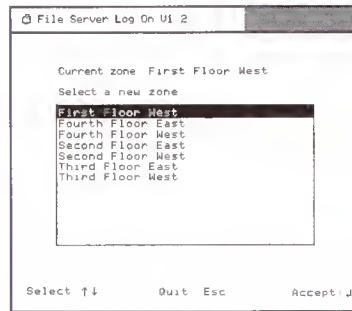 File Server Log On V1 2
Current zone First Floor West
Select a new zone
First Floor West
Fourth Floor East
Fourth Floor West
Second Floor East
Second Floor West
Third Floor East
Third Floor West
Select ↑↓ Quit Esc Accept ↲